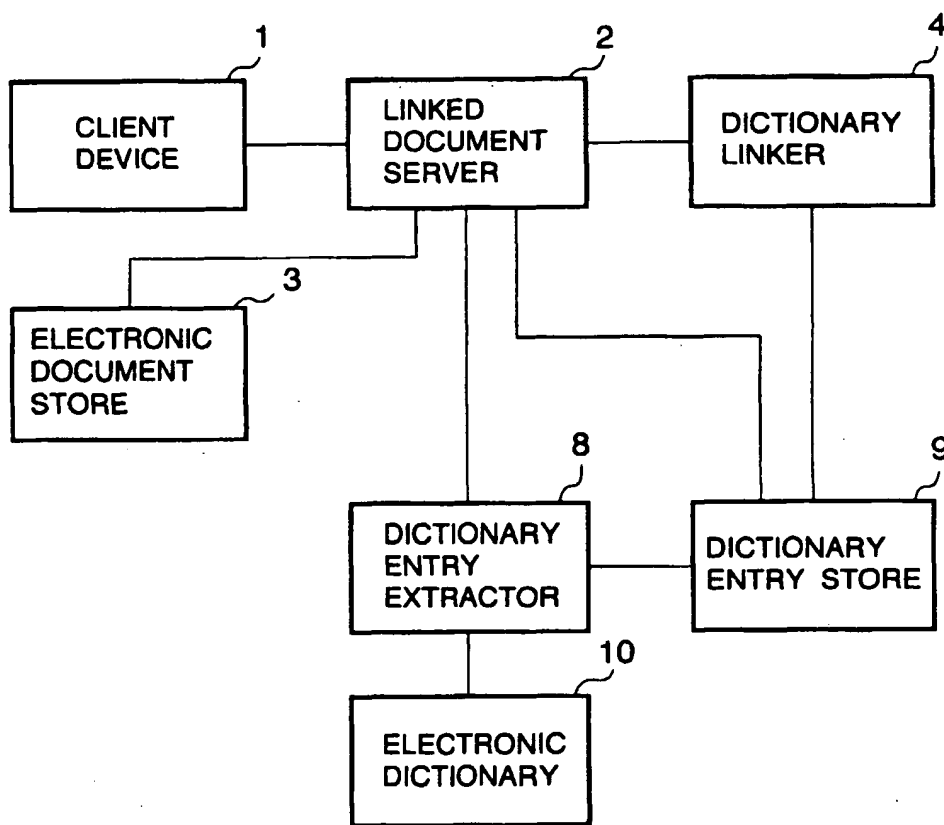 1
2
4
CLIENT
DEVICE
LINKED
DOCUMENT
SERVER
DICTIONARY
LINKER
3
ELECTRONIC
DOCUMENT
STORE
8
9
DICTIONARY
ENTRY
EXTRACTOR
DICTIONARY
ENTRY STORE
10
ELECTRONIC
DICTIONARY